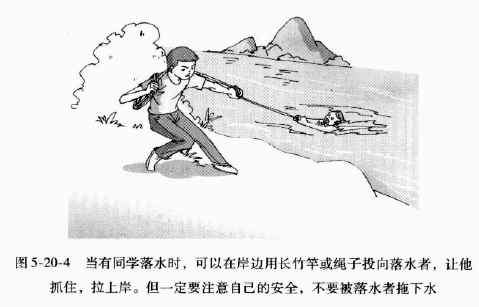 图5-20-4 当有同学落水时，可以在岸边用长竹竿或绳子投向落水者，让他
抓住，拉上岸。但一定要注意自己的安全，不要被落水者拖下水